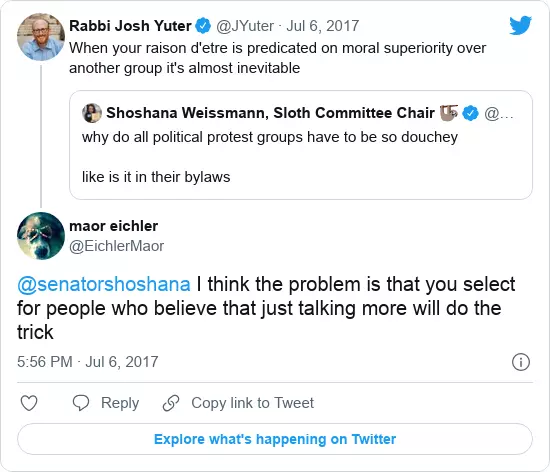 Rabbi Josh Yuter @JYuter · Jul 6, 2017
When your raison d'etre is predicated on moral superiority over
another group it's almost inevitable
Shoshana Weissmann, Sloth Committee Chair 🦥 @...
why do all political protest groups have to be so douchey
like is it in their bylaws
maor eichler
@EichlerMaor
@senatorshoshana I think the problem is that you select
for people who believe that just talking more will do the
trick
5:56 PM · Jul 6, 2017
Reply
Copy link to Tweet
Explore what's happening on Twitter